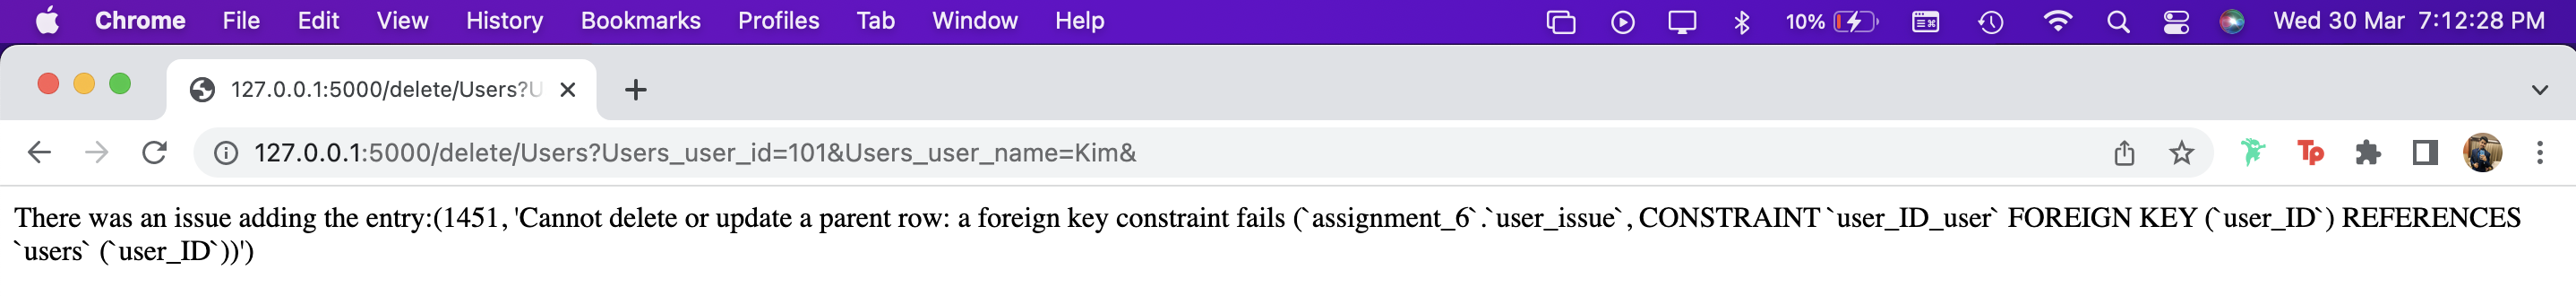 Chrome File Edit View History Bookmarks Profiles Tab Window Help 10% Wed 30 Mar 7:12:28 PM
127.0.0.1:5000/delete/Users?U
127.0.0.1:5000/delete/Users?Users_user_id=101&Users_user_name=Kim& Tp
There was an issue adding the entry:(1451, 'Cannot delete or update a parent row: a foreign key constraint fails (`assignment_6`.`user_issue`, CONSTRAINT `user_ID_user` FOREIGN KEY (`user_ID`) REFERENCES
`users` (`user_ID`))')